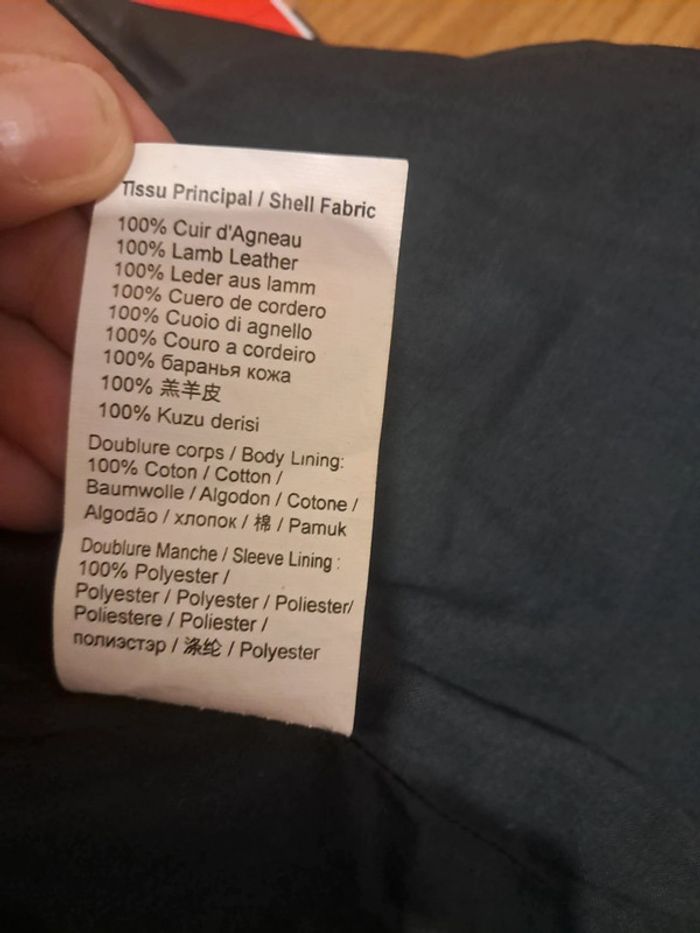 Tissu Principal / Shell Fabric
100% Cuir d'Agneau
100% Lamb Leather
100% Leder aus lamm
100% Cuero de cordero
100% Cuoio di agnello
100% Couro a cordeiro
100% баранья кожа
100% 羔羊皮
100% Kuzu derisi
Doublure corps / Body Lining:
100% Coton / Cotton /
Baumwolle / Algodon / Cotone /
Algodão / хлопок / 棉 / Pamuk
Doublure Manche / Sleeve Lining :
100% Polyester /
Polyester / Polyester / Poliester/
Poliestere / Poliester /
полиэстэр / 涤纶 / Polyester